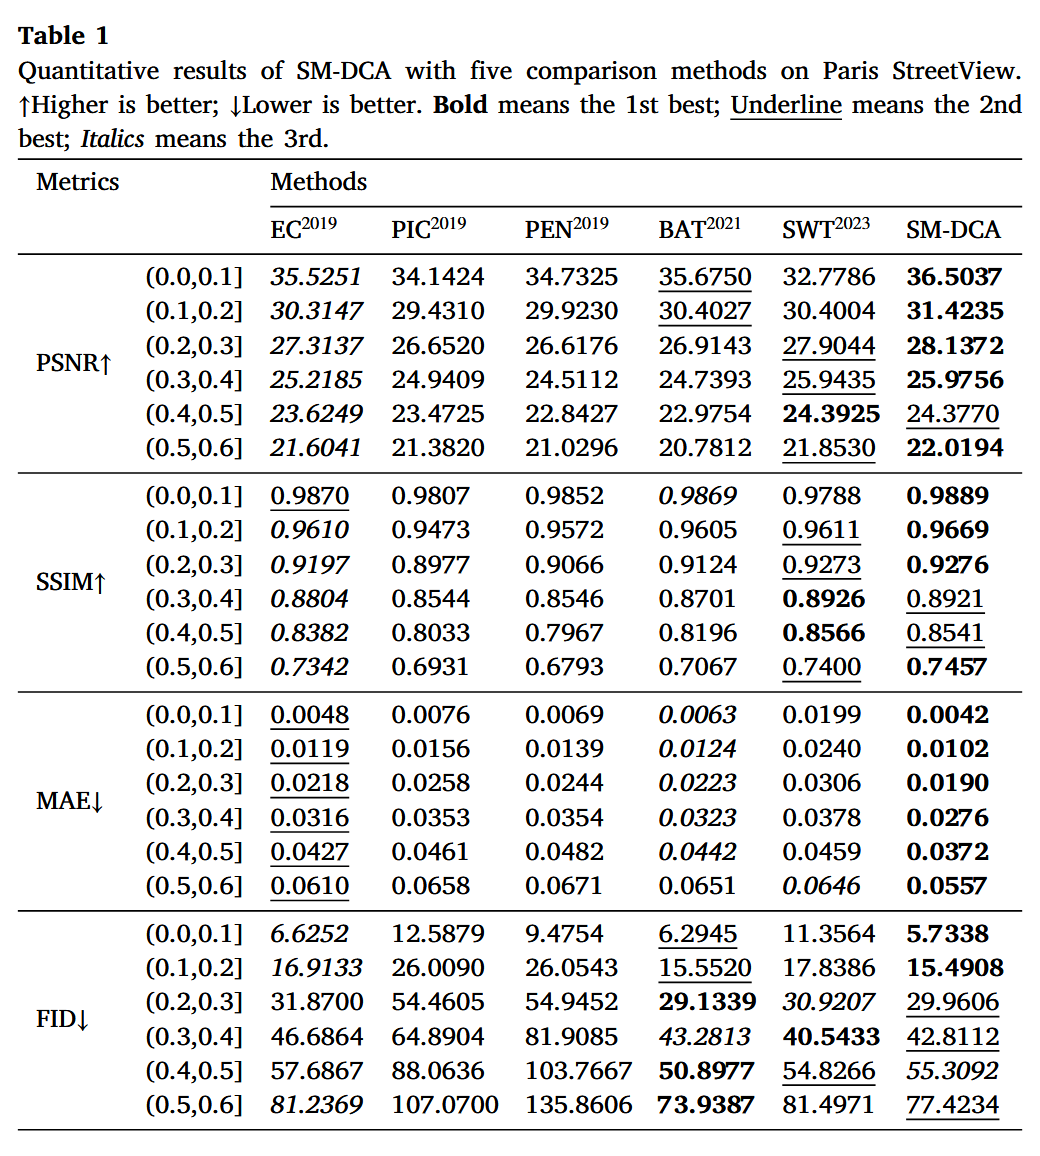 Table 1
Quantitative results of SM-DCA with five comparison methods on Paris StreetView.
↑Higher is better; ↓Lower is better. Bold means the 1st best; Underline means the 2nd
best; Italics means the 3rd.
Metrics Methods
EC2019 PIC2019 PEN2019 BAT2021 SWT2023 SM-DCA
PSNR↑
(0.0,0.1] 35.5251 34.1424 34.7325 35.6750 32.7786 36.5037
(0.1,0.2] 30.3147 29.4310 29.9230 30.4027 30.4004 31.4235
(0.2,0.3] 27.3137 26.6520 26.6176 26.9143 27.9044 28.1372
(0.3,0.4] 25.2185 24.9409 24.5112 24.7393 25.9435 25.9756
(0.4,0.5] 23.6249 23.4725 22.8427 22.9754 24.3925 24.3770
(0.5,0.6] 21.6041 21.3820 21.0296 20.7812 21.8530 22.0194
SSIM↑
(0.0,0.1] 0.9870 0.9807 0.9852 0.9869 0.9788 0.9889
(0.1,0.2] 0.9610 0.9473 0.9572 0.9605 0.9611 0.9669
(0.2,0.3] 0.9197 0.8977 0.9066 0.9124 0.9273 0.9276
(0.3,0.4] 0.8804 0.8544 0.8546 0.8701 0.8926 0.8921
(0.4,0.5] 0.8382 0.8033 0.7967 0.8196 0.8566 0.8541
(0.5,0.6] 0.7342 0.6931 0.6793 0.7067 0.7400 0.7457
MAE↓
(0.0,0.1] 0.0048 0.0076 0.0069 0.0063 0.0199 0.0042
(0.1,0.2] 0.0119 0.0156 0.0139 0.0124 0.0240 0.0102
(0.2,0.3] 0.0218 0.0258 0.0244 0.0223 0.0306 0.0190
(0.3,0.4] 0.0316 0.0353 0.0354 0.0323 0.0378 0.0276
(0.4,0.5] 0.0427 0.0461 0.0482 0.0442 0.0459 0.0372
(0.5,0.6] 0.0610 0.0658 0.0671 0.0651 0.0646 0.0557
FID↓
(0.0,0.1] 6.6252 12.5879 9.4754 6.2945 11.3564 5.7338
(0.1,0.2] 16.9133 26.0090 26.0543 15.5520 17.8386 15.4908
(0.2,0.3] 31.8700 54.4605 54.9452 29.1339 30.9207 29.9606
(0.3,0.4] 46.6864 64.8904 81.9085 43.2813 40.5433 42.8112
(0.4,0.5] 57.6867 88.0636 103.7667 50.8977 54.8266 55.3092
(0.5,0.6] 81.2369 107.0700 135.8606 73.9387 81.4971 77.4234